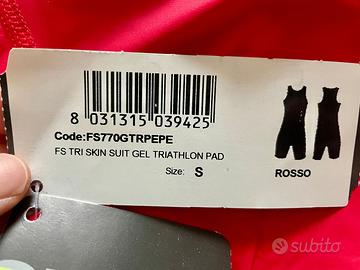 8 031315 039425
Code:FS770GTRPEPE
FS TRI SKIN SUIT GEL TRIATHLON PAD
Size: S
ROSSO
subito